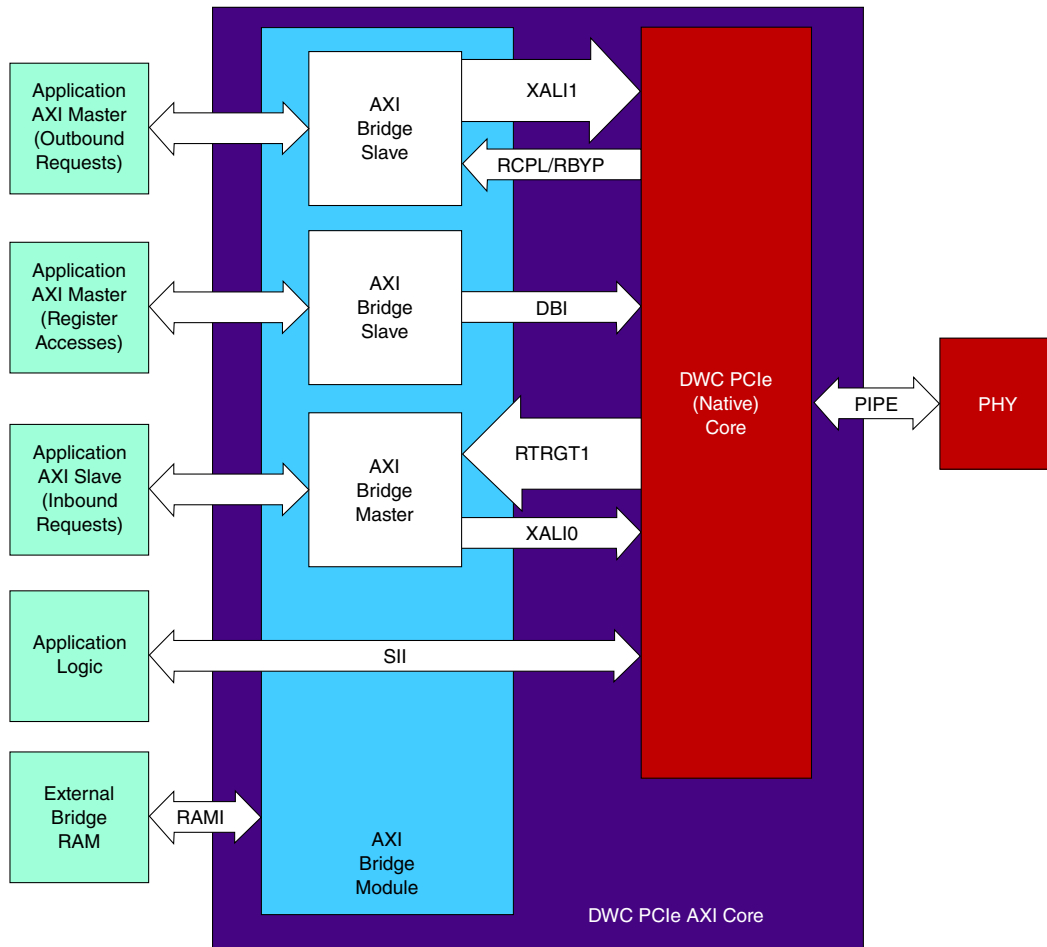 Application
AXI Master
(Outbound
Requests)
AXI
Bridge
Slave
XALI1
RCPL/RBYP
Application
AXI Master
(Register
Accesses)
AXI
Bridge
Slave
DBI
DWC PCIe
(Native)
Core
PIPE
PHY
Application
AXI Slave
(Inbound
Requests)
AXI
Bridge
Master
RTRGT1
XALI0
Application
Logic
SII
External
Bridge
RAM
RAMI
AXI
Bridge
Module
DWC PCIe AXI Core